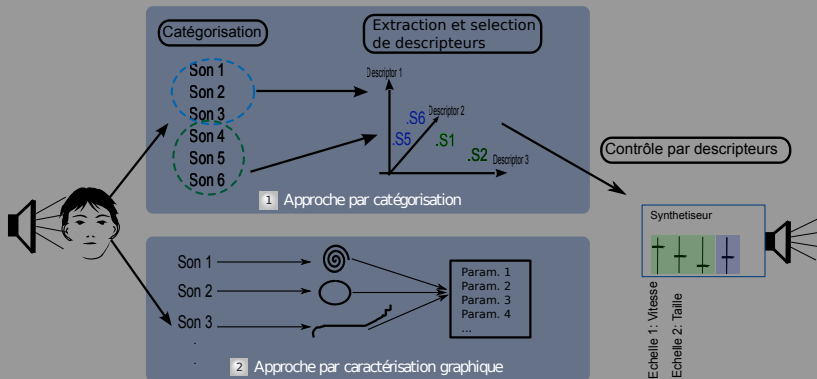 Catégorisation
Son 1
Son 2
Son 3
Son 4
Son 5
Son 6
Extraction et selection
de descripteurs
Descriptor 1
Descriptor 2
.S6
.S5
.S1
.S2
Descriptor 3
1 Approche par catégorisation
Contrôle par descripteurs
Synthetiseur
Echelle 1: Vitesse
Echelle 2: Taille
Son 1
Son 2
Son 3
.
.
Param. 1
Param. 2
Param. 3
Param. 4
...
2 Approche par caractérisation graphique